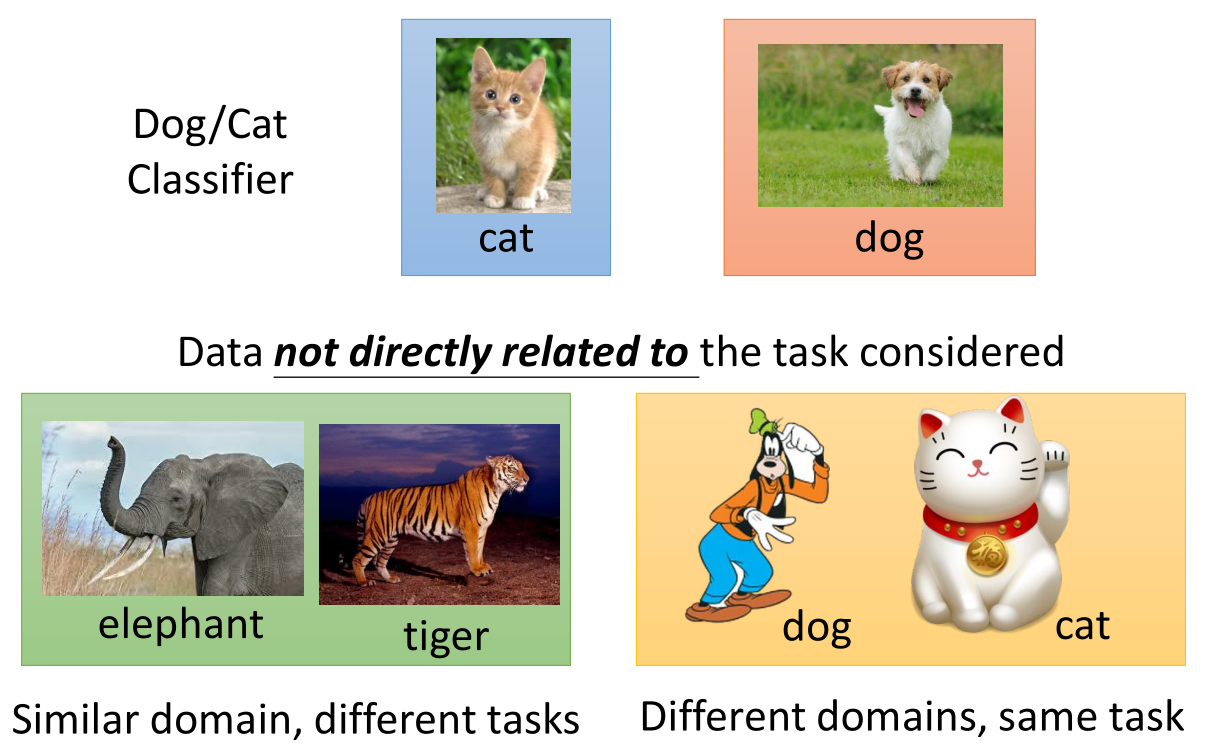 Dog/Cat
Classifier
cat
dog
Data not directly related to the task considered
elephant
tiger
dog
cat
Similar domain, different tasks
Different domains, same task